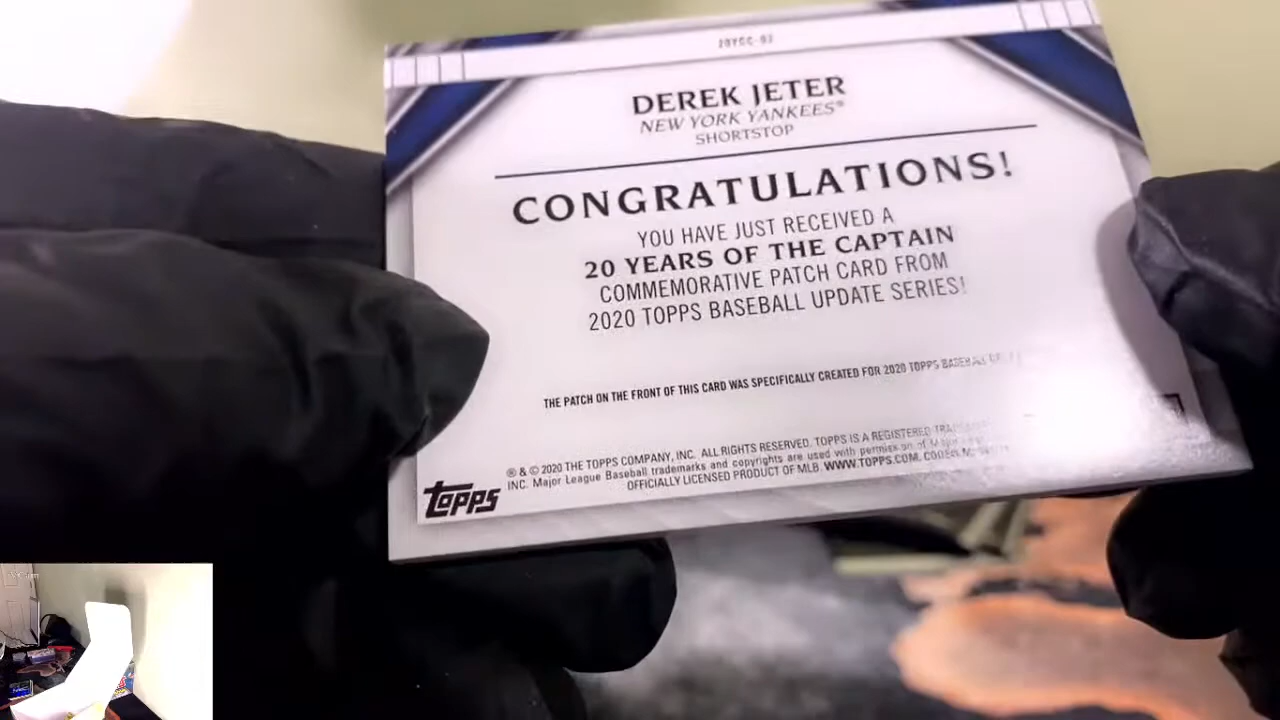 DEREK JETER
NEW YORK YANKEES®
SHORTSTOP
CONGRATULATIONS!
YOU HAVE JUST RECEIVED A
20 YEARS OF THE CAPTAIN
COMMEMORATIVE PATCH CARD FROM
2020 TOPPS BASEBALL UPDATE SERIES!
THE PATCH ON THE FRONT OF THIS CARD WAS SPECIFICALLY CREATED FOR 2020 TOPPS BASEBALL
® & © 2020 THE TOPPS COMPANY, INC. ALL RIGHTS RESERVED. TOPPS IS A REGISTERED
INC. Major League Baseball trademarks and copyrights are used with permission of
OFFICIALLY LICENSED PRODUCT OF MLB. WWW.TOPPS.COM.
Topps